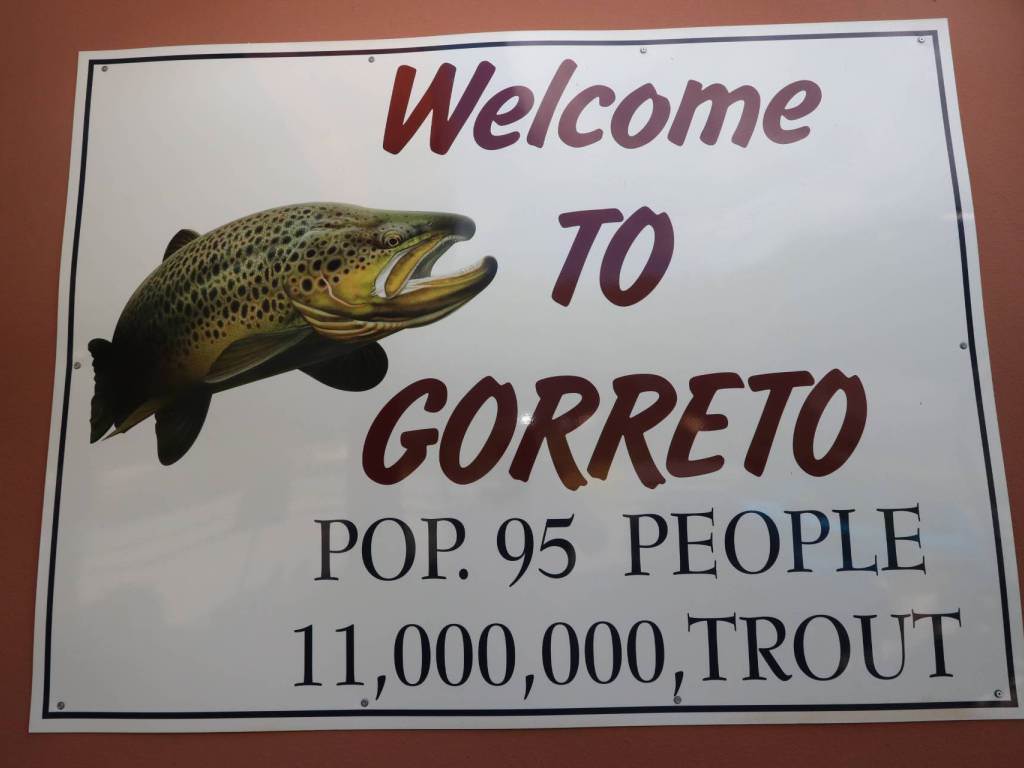 Welcome
TO
GORRETO
POP. 95 PEOPLE
11,000,000, TROUT